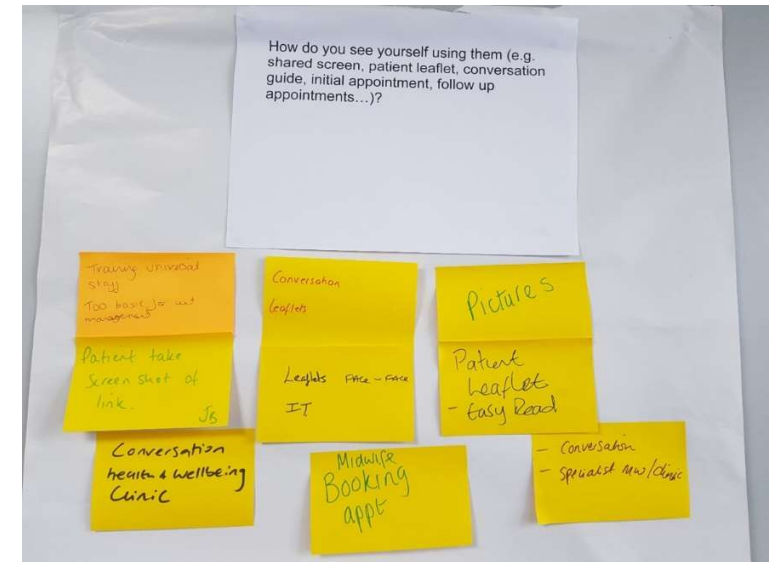 How do you see yourself using them (e.g.
shared screen, patient leaflet, conversation
guide, initial appointment, follow up
appointments...)?
Training universal
staff
Too basic for wt
management
Patient take
Screen shot of
link.
JB
Conversation
leaflets
Leaflets FACE - FACE
IT
Pictures
Patient
Leaflet
- Easy Read
Conversation
health & wellbeing
Clinic
Midwife
Booking
appt
- Conversation
- Specialist mw/clinic